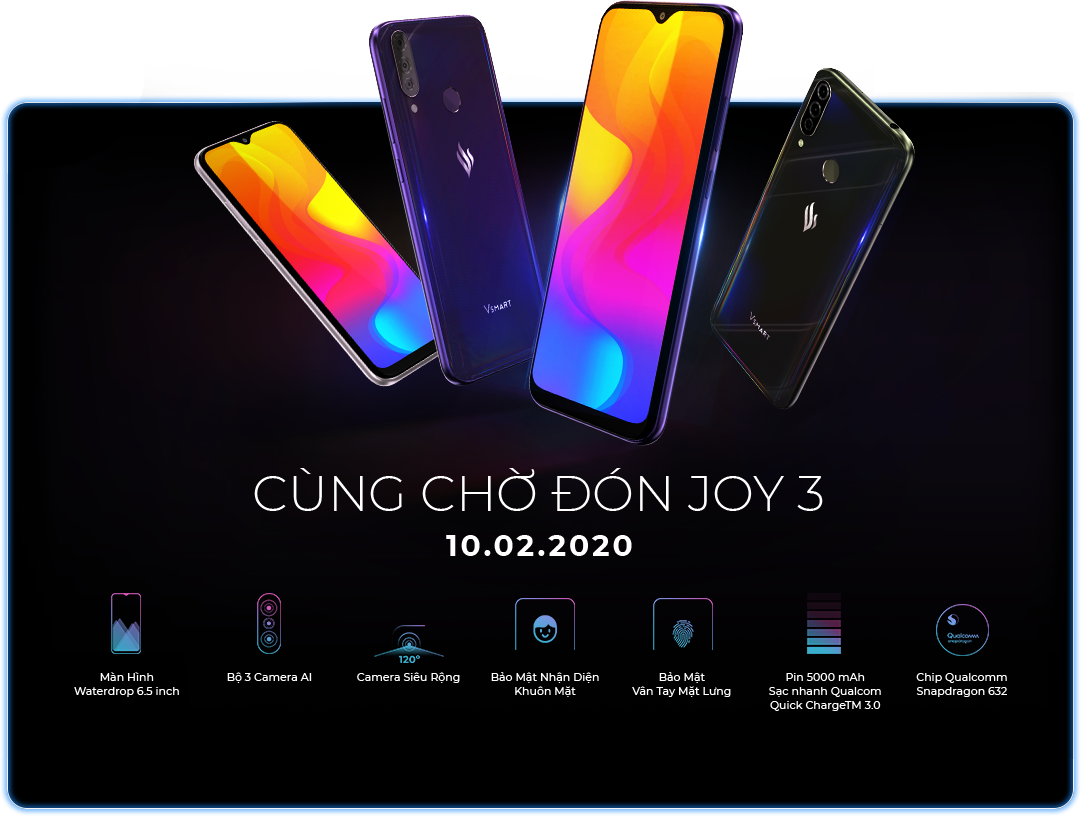 VSMART
VSMART
CÙNG CHỜ ĐÓN JOY 3
10.02.2020
120°
Qualcomm
snapdragon
Màn Hình
Waterdrop 6.5 inch
Bộ 3 Camera AI
Camera Siêu Rộng
Bảo Mật Nhận Diện
Khuôn Mặt
Bảo Mật
Vân Tay Mặt Lưng
Pin 5000 mAh
Sạc nhanh Qualcom
Quick ChargeTM 3.0
Chip Qualcomm
Snapdragon 632